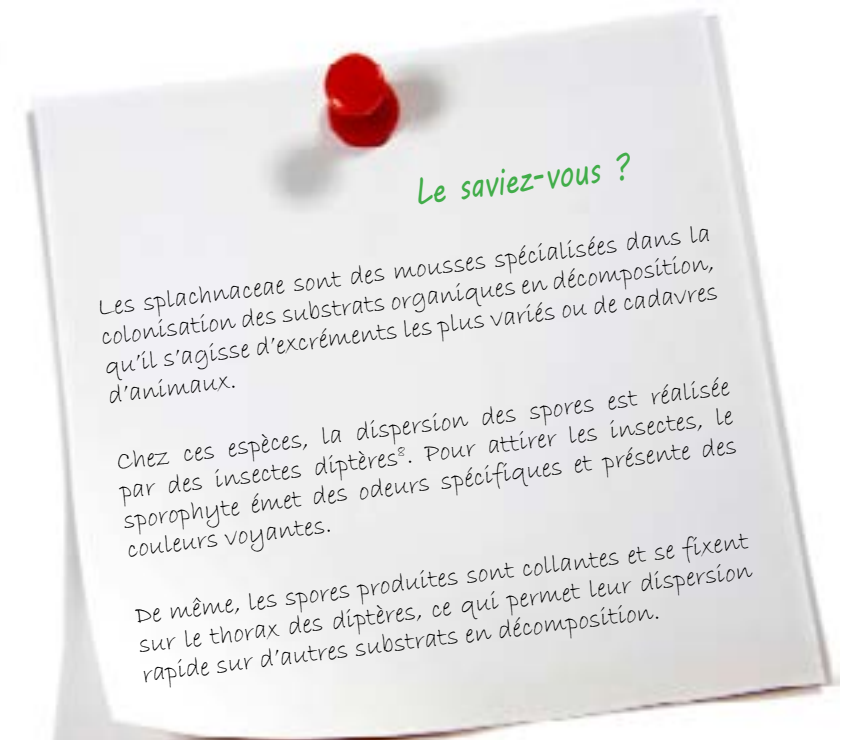 Le saviez-vous ?
Les splachnaceae sont des mousses spécialisées dans la
colonisation des substrats organiques en décomposition,
qu'il s'agisse d'excréments les plus variés ou de cadavres
d'animaux.
Chez ces espèces, la dispersion des spores est réalisée
par des insectes diptères⁸. Pour attirer les insectes, le
sporophyte émet des odeurs spécifiques et présente des
couleurs voyantes.
De même, les spores produites sont collantes et se fixent
sur le thorax des diptères, ce qui permet leur dispersion
rapide sur d'autres substrats en décomposition.